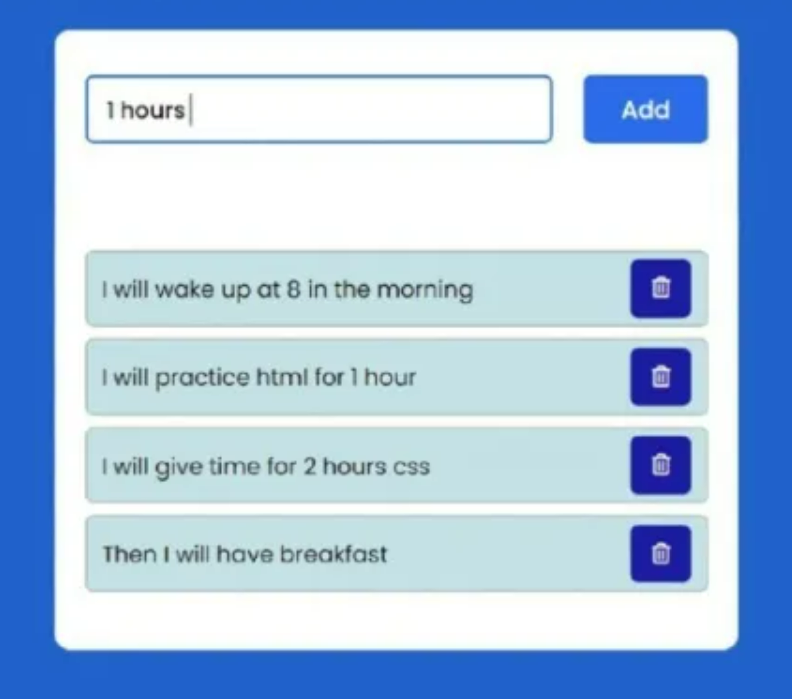 1 hours
Add
I will wake up at 8 in the morning
I will practice html for 1 hour
I will give time for 2 hours css
Then I will have breakfast